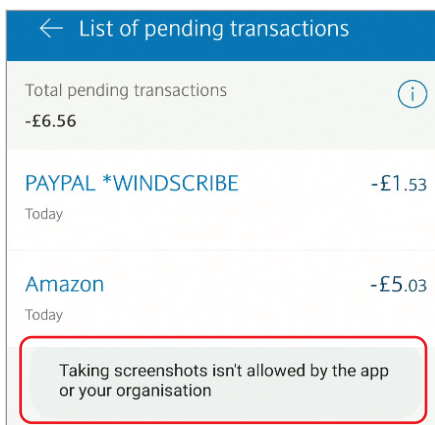 ← List of pending transactions
Total pending transactions
-£6.56
PAYPAL *WINDSCRIBE -£1.53
Today
Amazon -£5.03
Today
Taking screenshots isn't allowed by the app
or your organisation